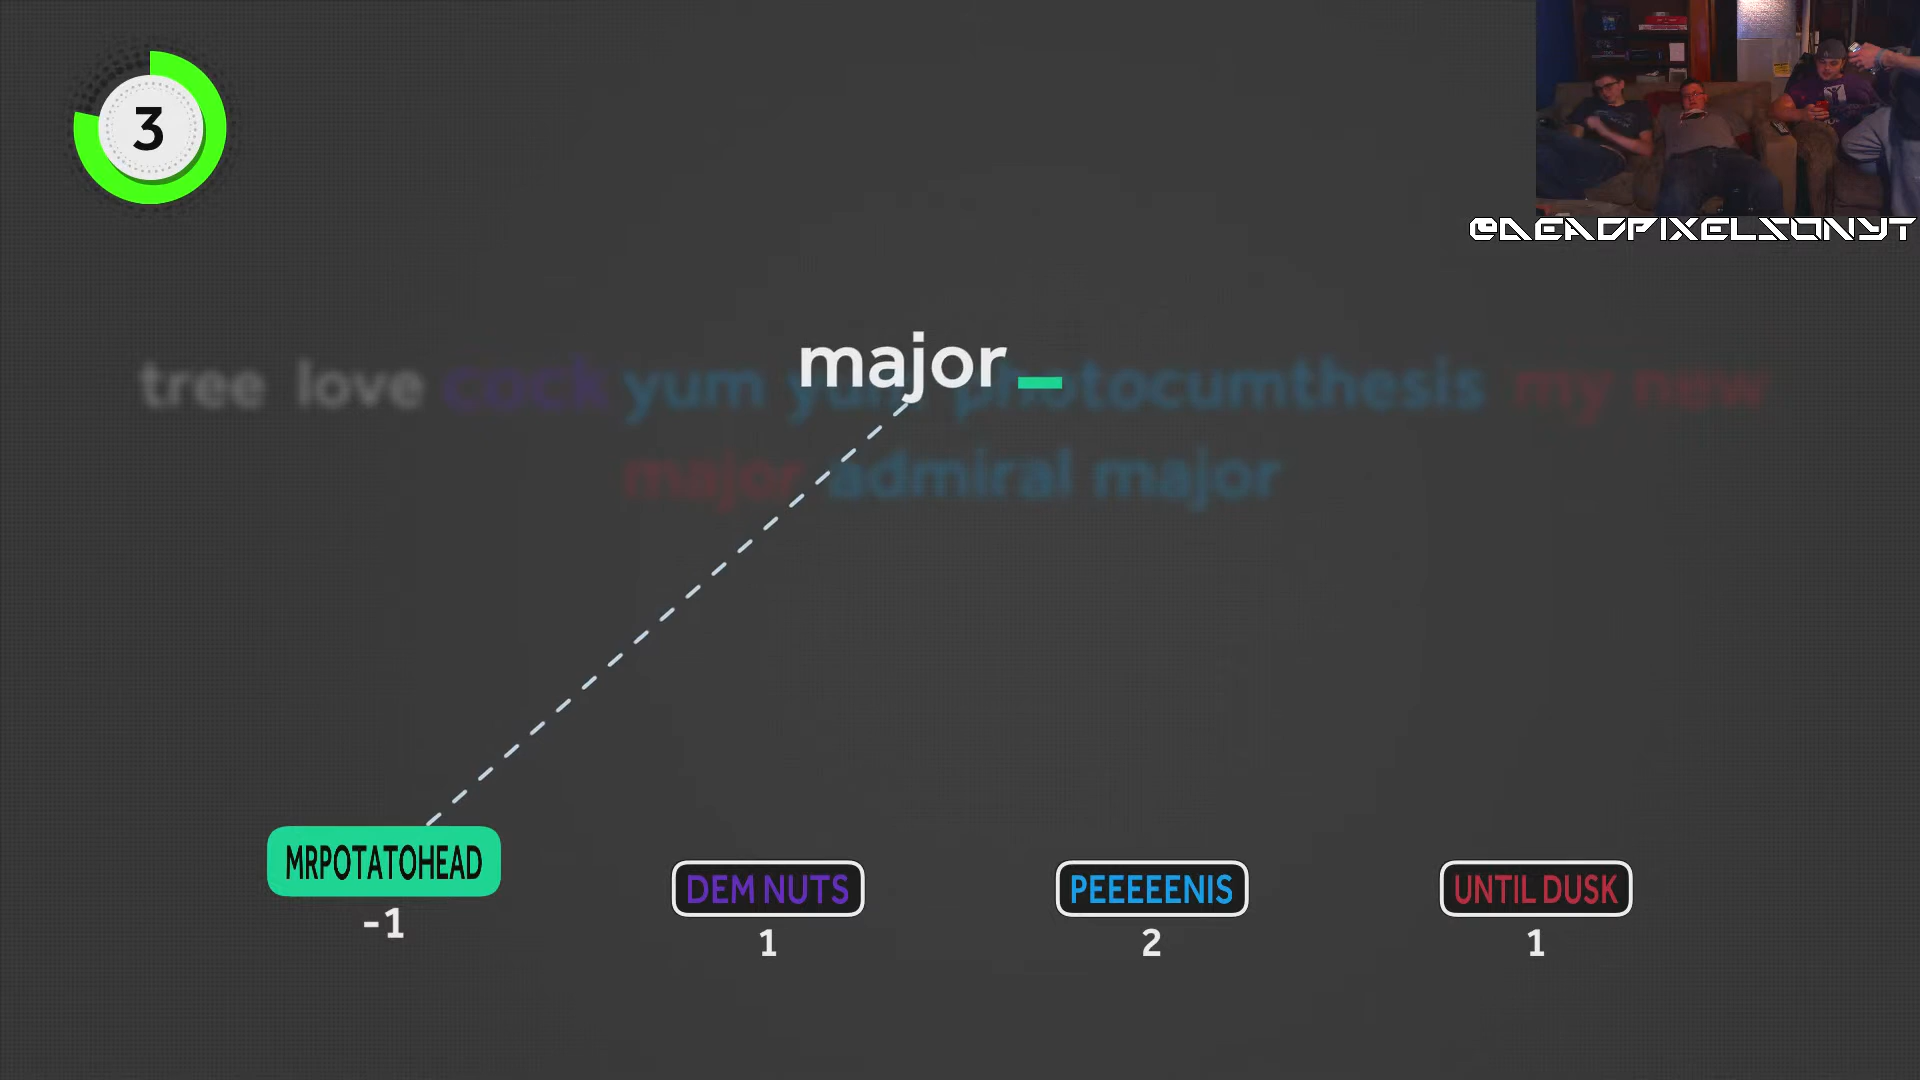 3
@DEADPIXELSONYT
major _
tree love cock yum yum photocumthesis my new
major admiral major
MRPOTATOHEAD
-1
DEM NUTS
1
PEEEEENIS
2
UNTIL DUSK
1